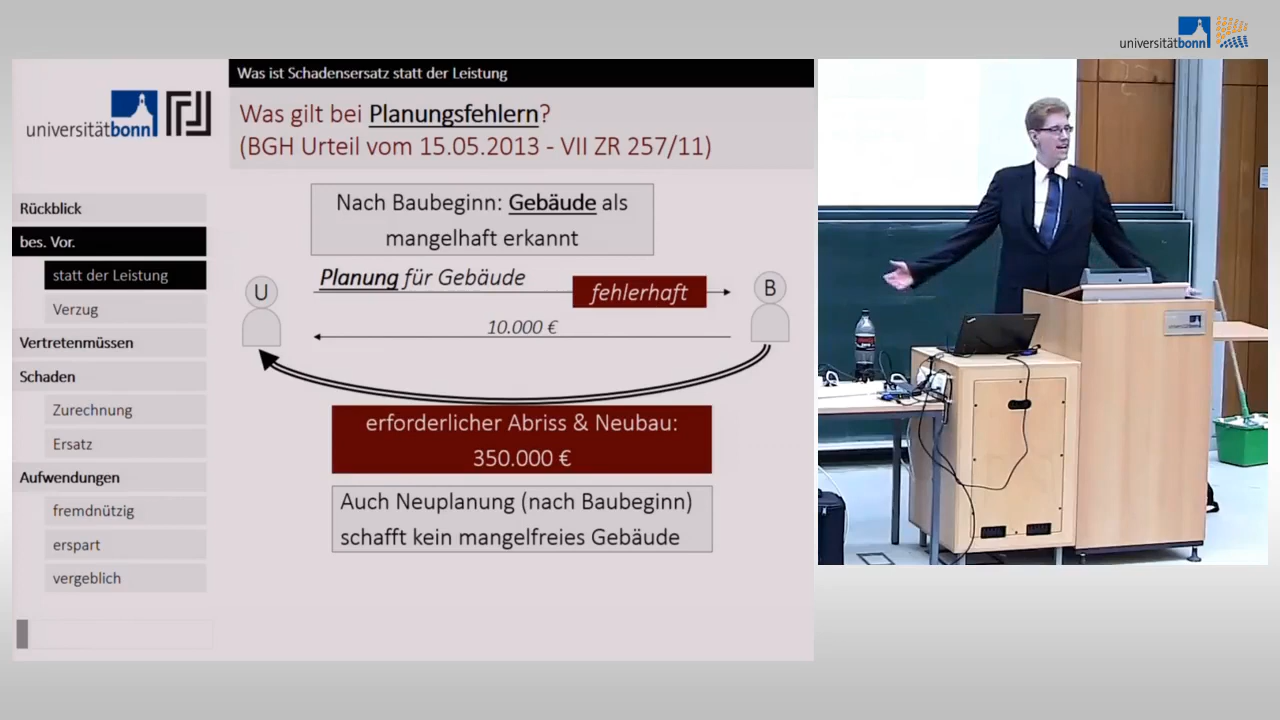 universitätbonn
Was ist Schadensersatz statt der Leistung
universitätbonn
Was gilt bei Planungsfehlern?
(BGH Urteil vom 15.05.2013 - VII ZR 257/11)
Rückblick
bes. Vor.
statt der Leistung
Verzug
Vertretenmüssen
Schaden
Zurechnung
Ersatz
Aufwendungen
fremdnützig
erspart
vergeblich
Nach Baubeginn: Gebäude als
mangelhaft erkannt
U
Planung für Gebäude
fehlerhaft
B
10.000 €
erforderlicher Abriss & Neubau:
350.000 €
Auch Neuplanung (nach Baubeginn)
schafft kein mangelfreies Gebäude